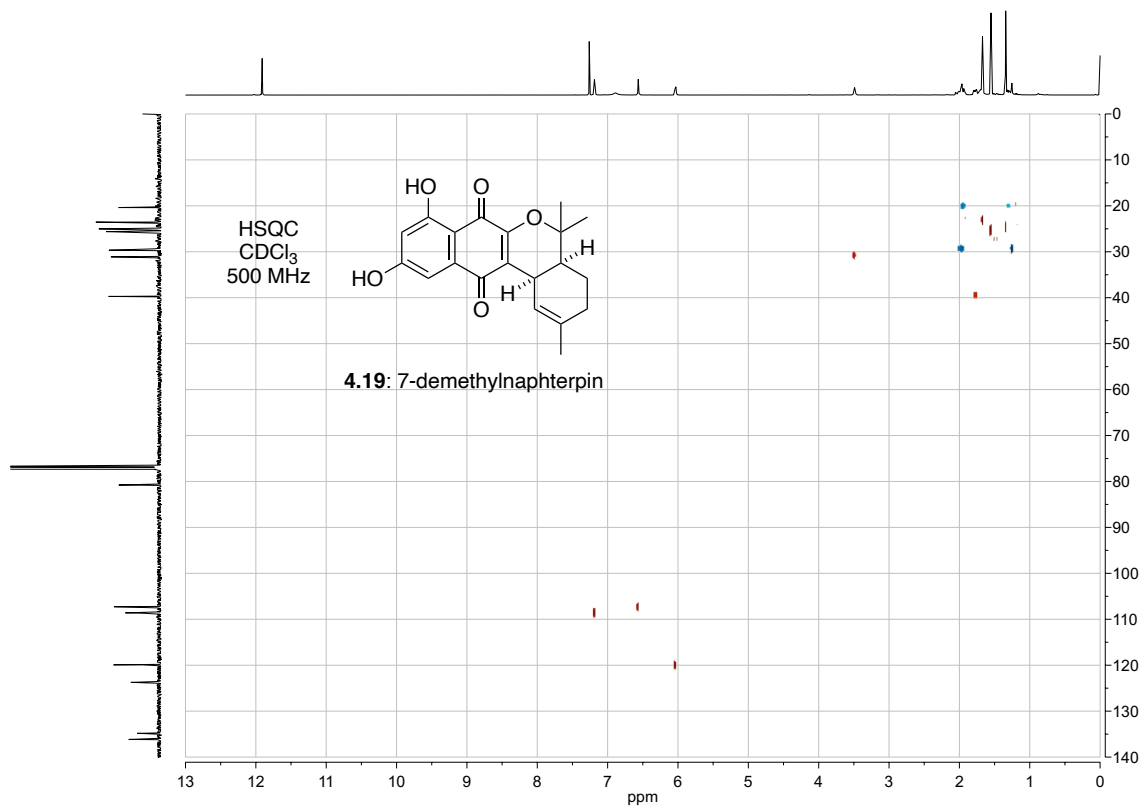 0
10
20
30
40
50
60
70
80
90
100
110
120
130
140
HO
O
O
H
HO
H
O
HSQC
CDCl₃
500 MHz
4.19: 7-demethylnaphterpin
13 12 11 10 9 8 7 6 5 4 3 2 1 0
ppm